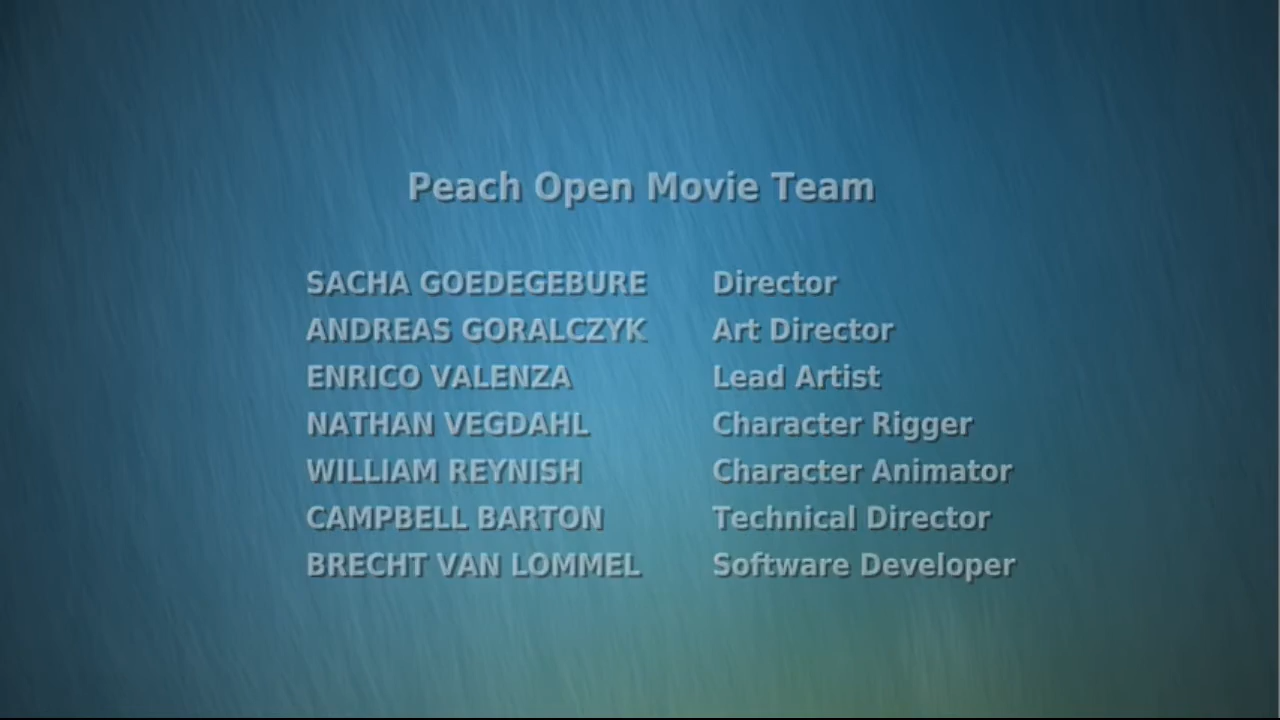 Peach Open Movie Team
SACHA GOEDEGEBURE Director
ANDREAS GORALCZYK Art Director
ENRICO VALENZA Lead Artist
NATHAN VEGDAHL Character Rigger
WILLIAM REYNISH Character Animator
CAMPBELL BARTON Technical Director
BRECHT VAN LOMMEL Software Developer